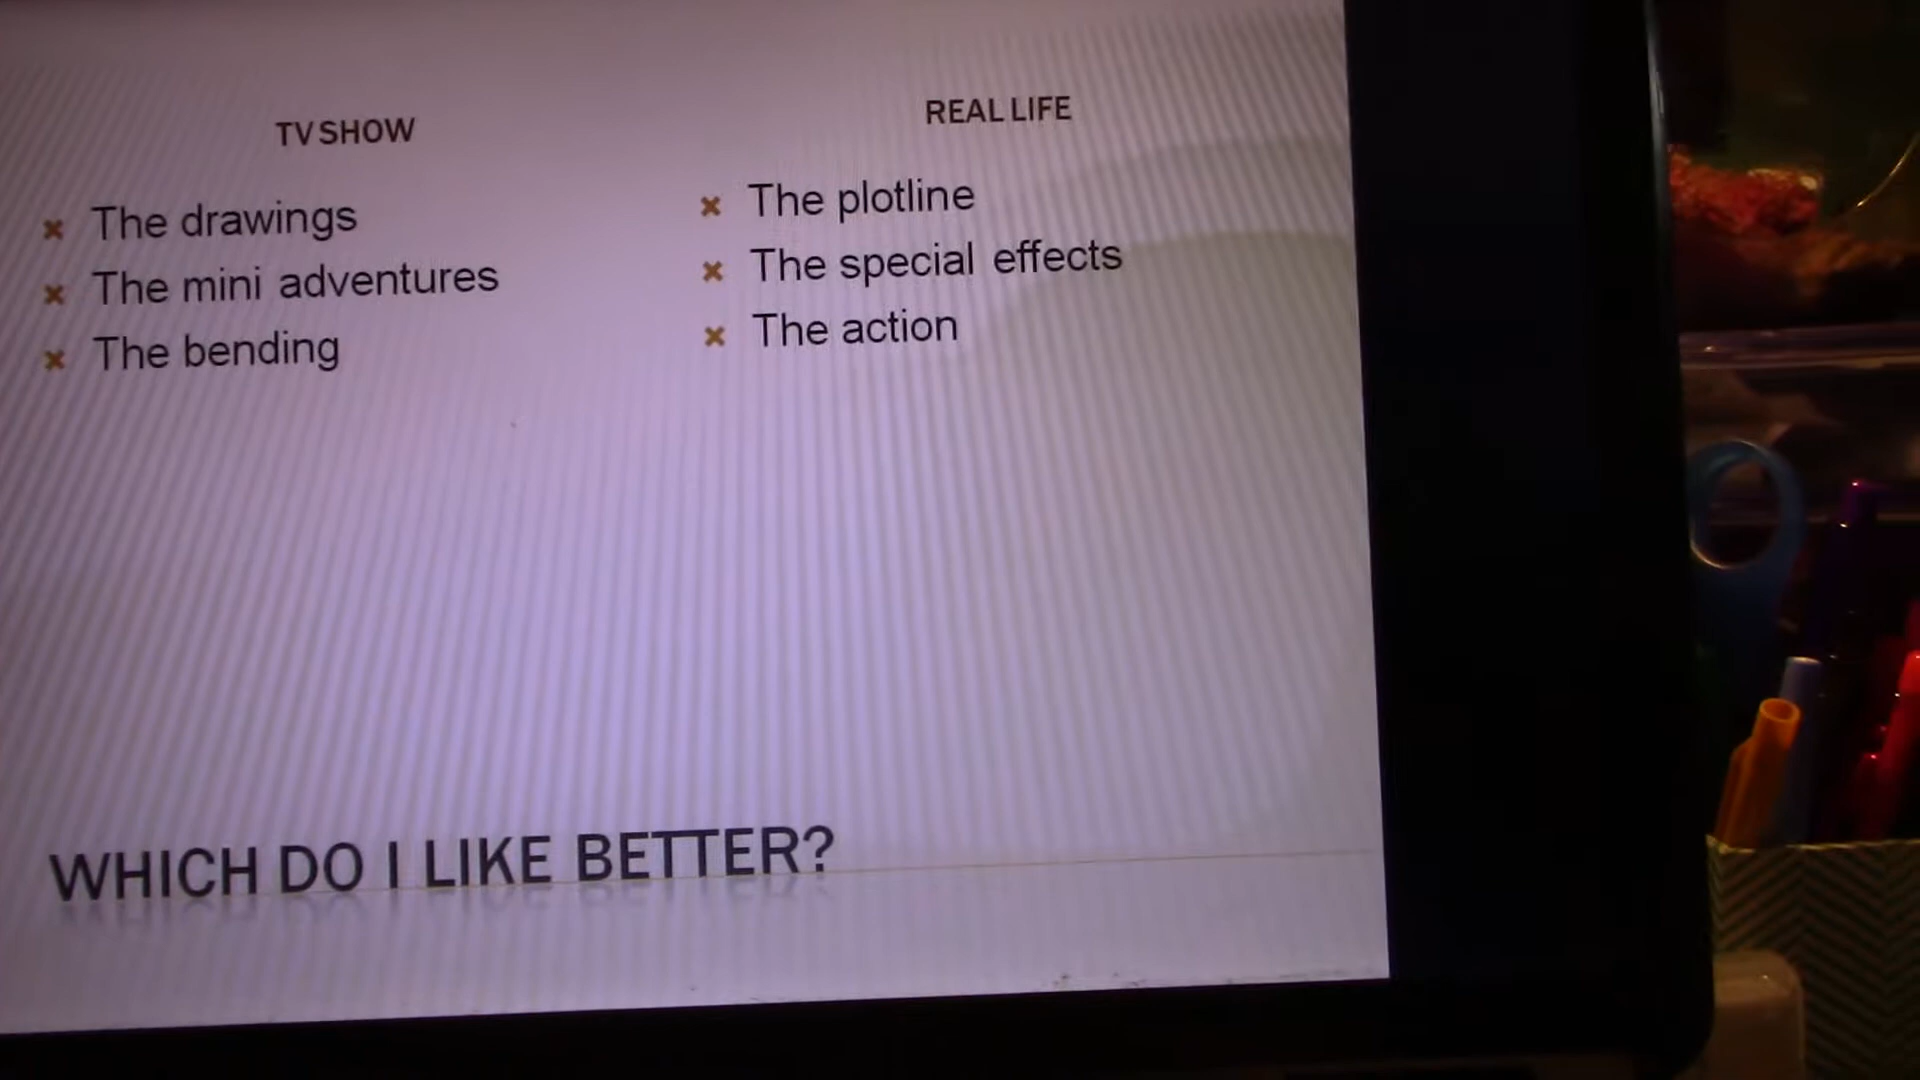 TV SHOW
The drawings
The mini adventures
The bending
REAL LIFE
The plotline
The special effects
The action
WHICH DO I LIKE BETTER?